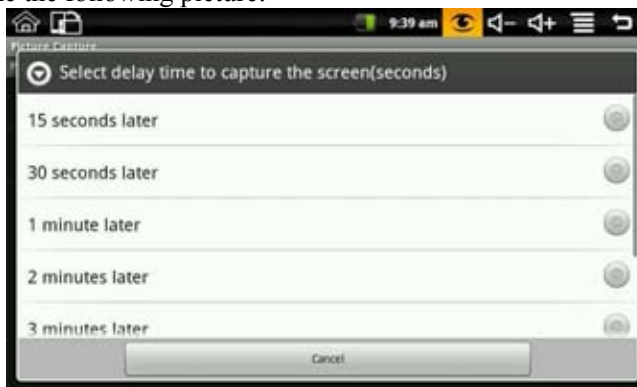 the following picture.
9:39 am
Picture Capture
Select delay time to capture the screen(seconds)
15 seconds later
30 seconds later
1 minute later
2 minutes later
3 minutes later
Cancel